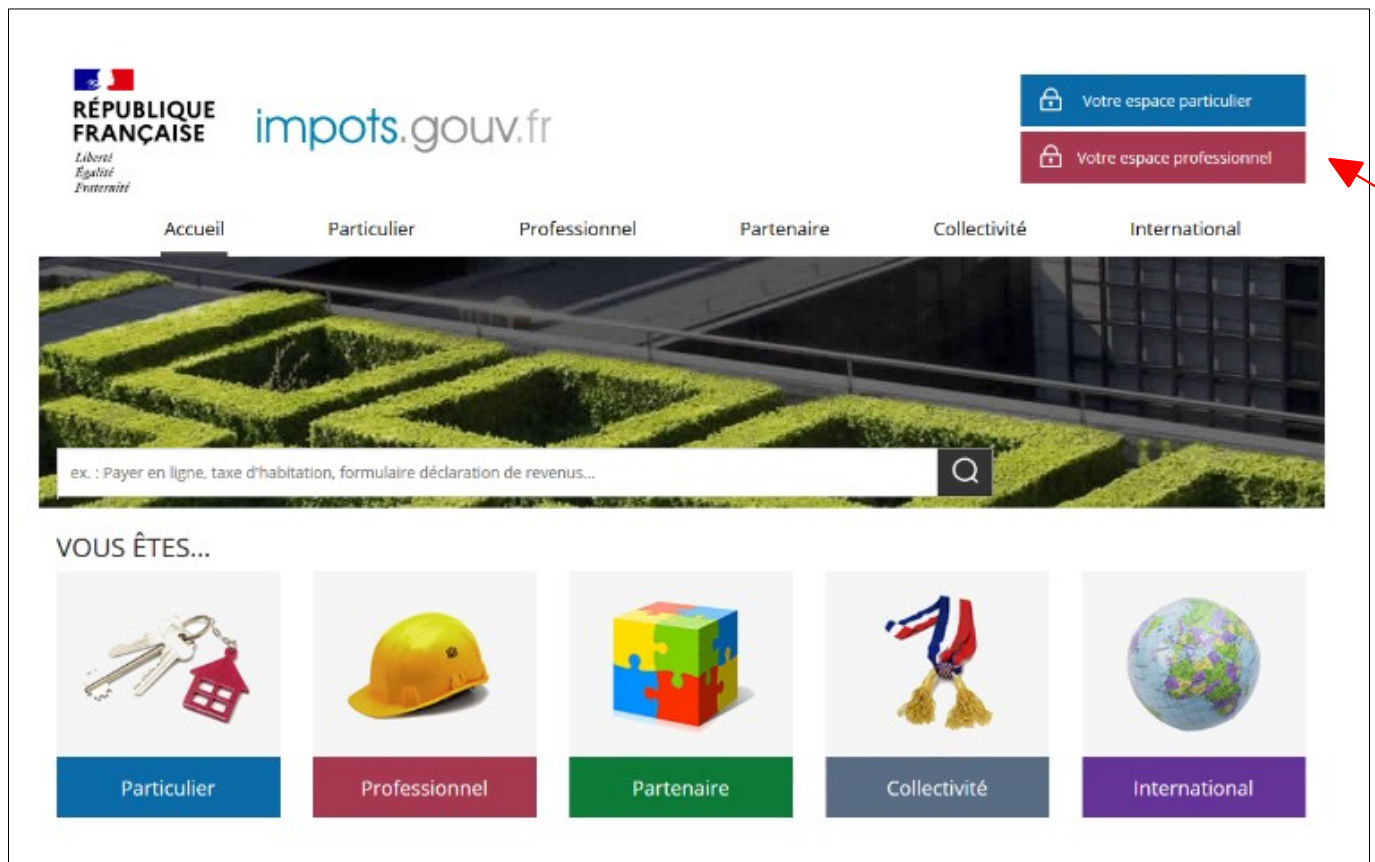 RÉPUBLIQUE
FRANÇAISE
Liberté
Égalité
Fraternité
impots.gouv.fr
Votre espace particulier
Votre espace professionnel
Accueil Particulier Professionnel Partenaire Collectivité International
ex. : Payer en ligne, taxe d'habitation, formulaire déclaration de revenus...
VOUS ÊTES...
Particulier Professionnel Partenaire Collectivité International